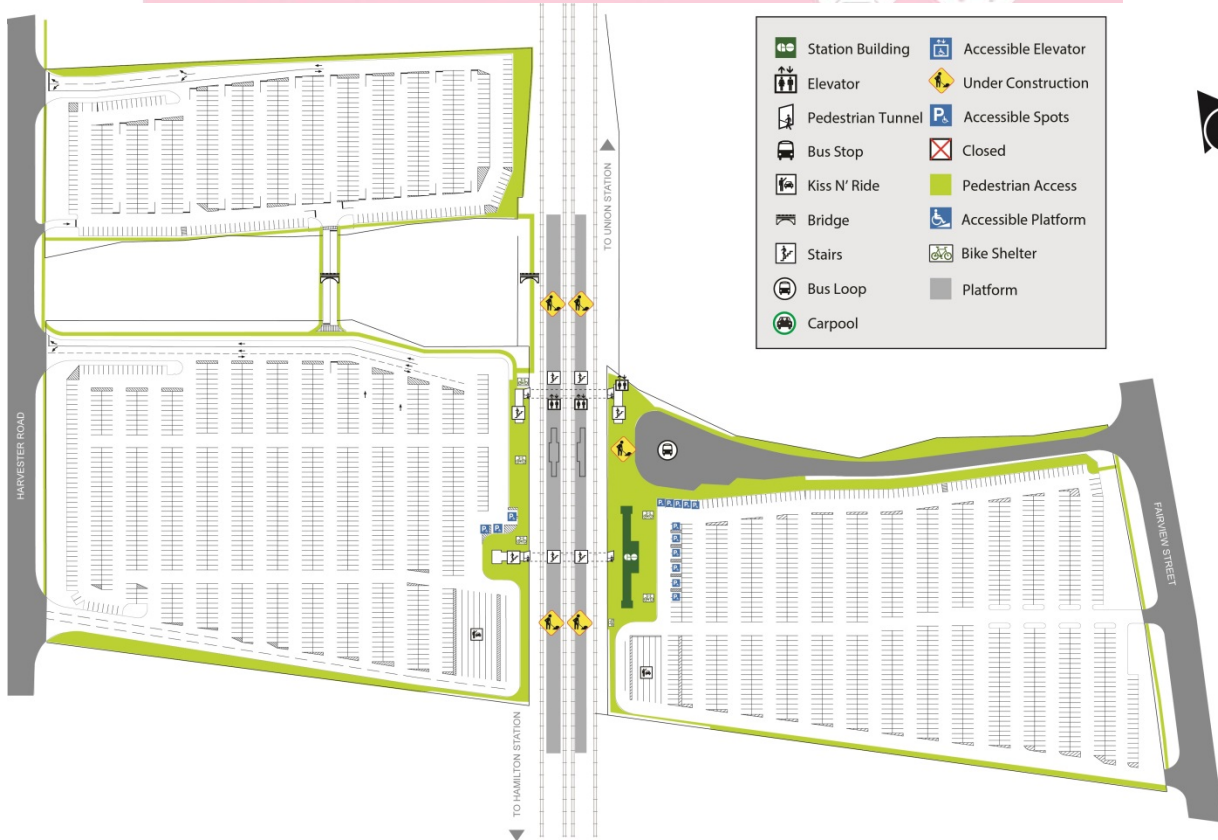 Station Building
Elevator
Pedestrian Tunnel
Bus Stop
Kiss N' Ride
Bridge
Stairs
Bus Loop
Carpool
Accessible Elevator
Under Construction
Accessible Spots
Closed
Pedestrian Access
Accessible Platform
Bike Shelter
Platform
TO UNION STATION
HARVESTER ROAD
FAIRVIEW STREET
TO HAMILTON STATION
GO